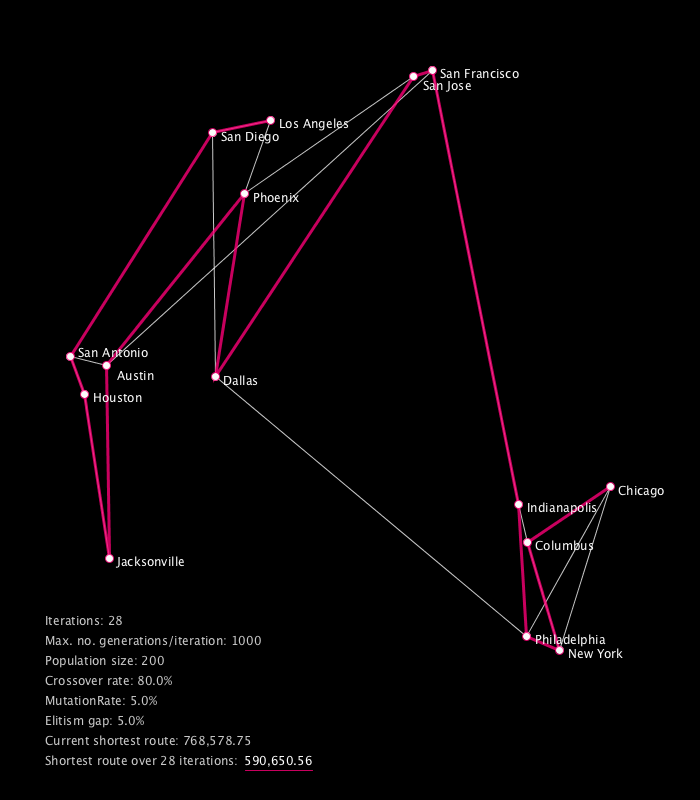 San Francisco
San Jose
Los Angeles
San Diego
Phoenix
San Antonio
Austin
Dallas
Houston
Chicago
Indianapolis
Columbus
Jacksonville
Philadelphia
New York
Iterations: 28
Max. no. generations/iteration: 1000
Population size: 200
Crossover rate: 80.0%
MutationRate: 5.0%
Elitism gap: 5.0%
Current shortest route: 768,578.75
Shortest route over 28 iterations: 590,650.56